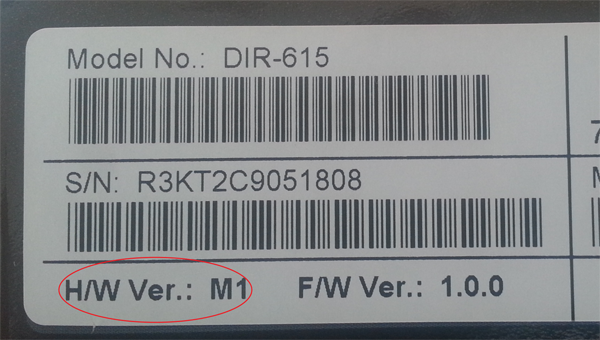 Model No.: DIR-615
S/N: R3KT2C9051808
H/W Ver.: M1 F/W Ver.: 1.0.0